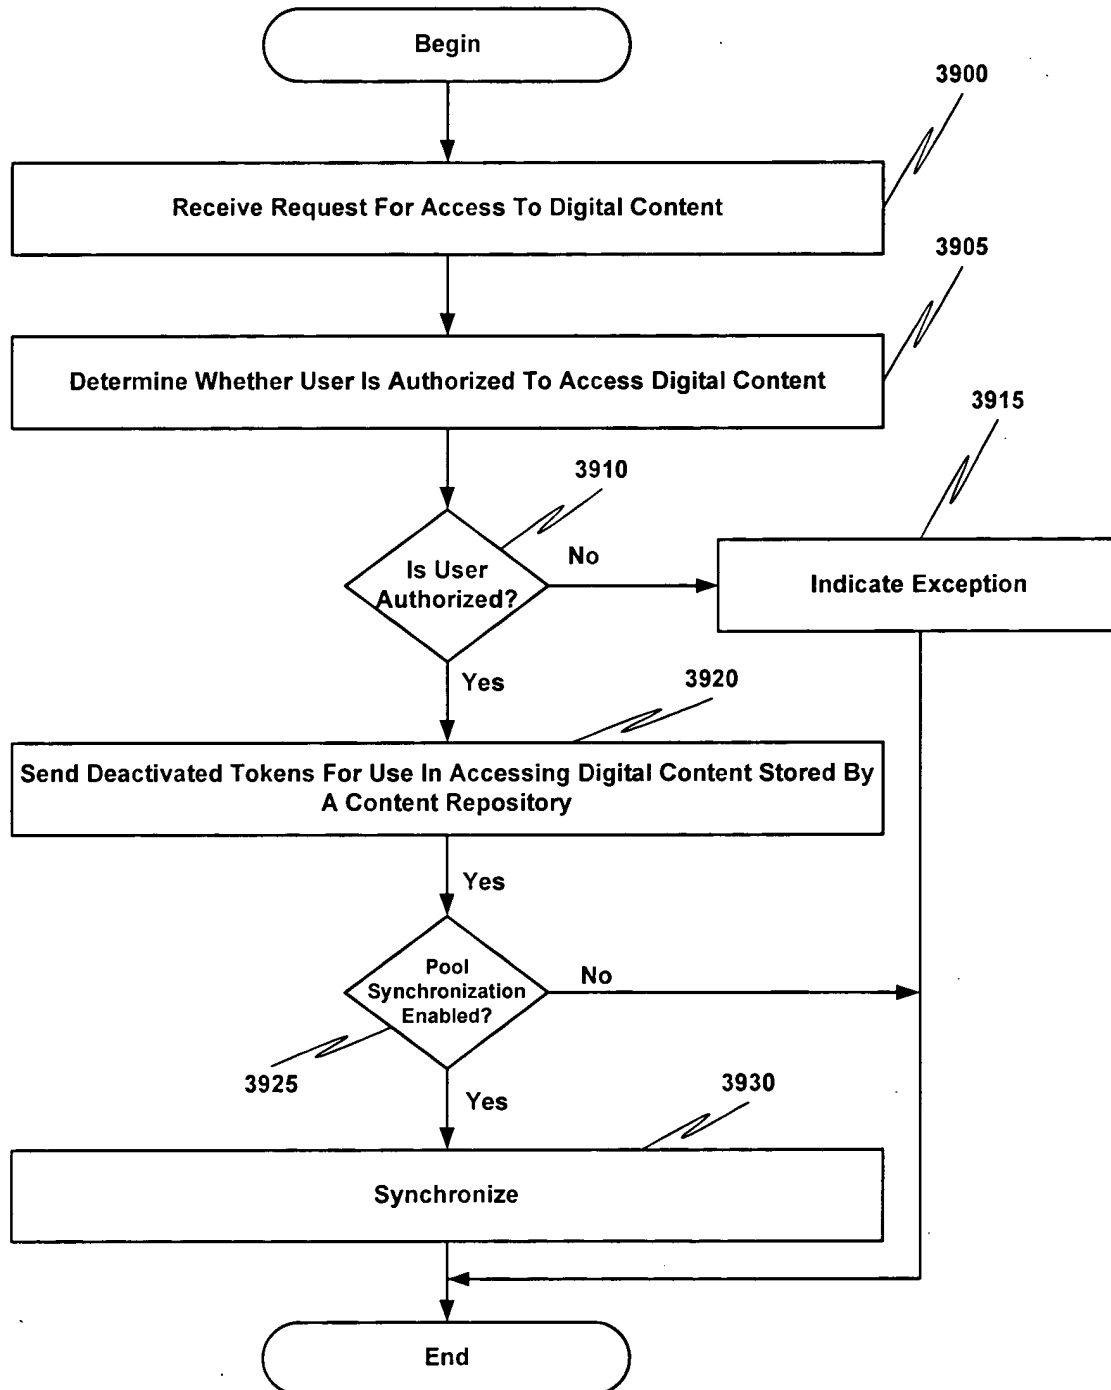 Begin
3900
Receive Request For Access To Digital Content
3905
Determine Whether User Is Authorized To Access Digital Content
3915
3910
No
Is User
Authorized?
Indicate Exception
Yes
3920
Send Deactivated Tokens For Use In Accessing Digital Content Stored By
A Content Repository
Yes
Pool
Synchronization
Enabled?
No
3925
3930
Yes
Synchronize
End